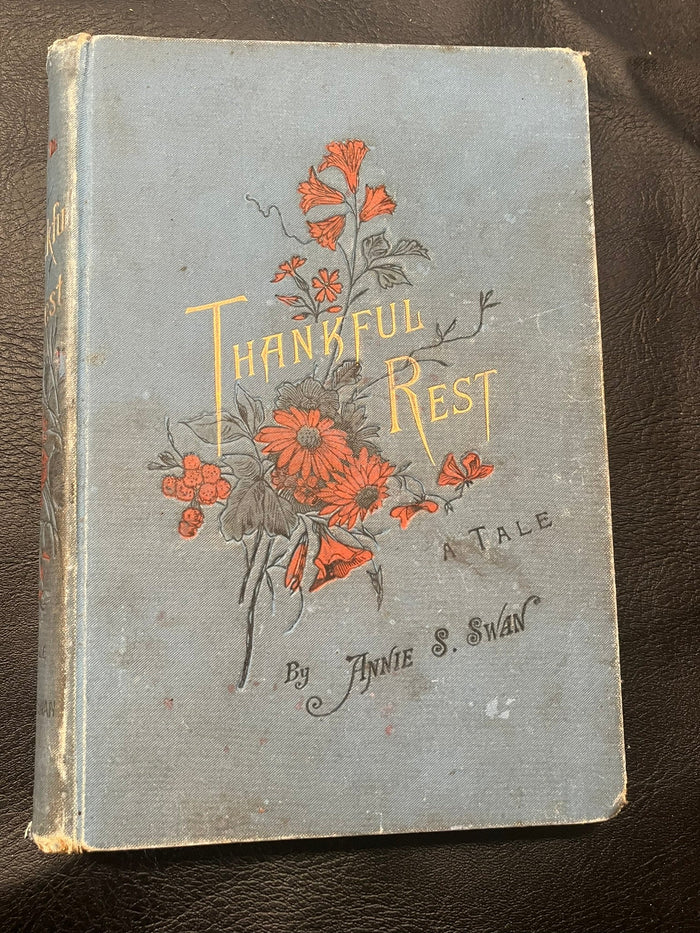 THANKFUL
REST
A TALE
By ANNIE S. SWAN